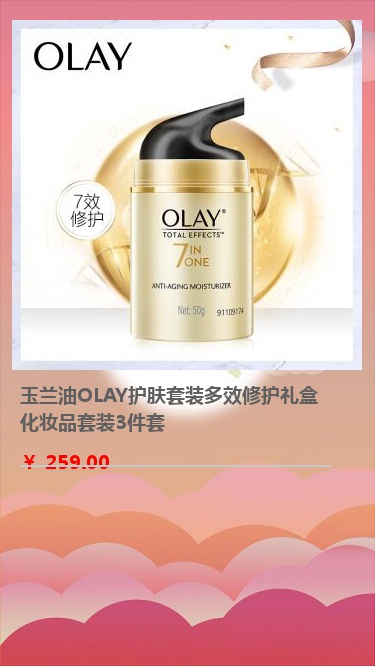 OLAY
7效
修护
OLAY®
TOTAL EFFECTS™
7 IN
ONE
ANTI-AGING MOISTURIZER
Net: 50g 91109174
玉兰油OLAY护肤套装多效修护礼盒
化妆品套装3件套
￥ 259.00